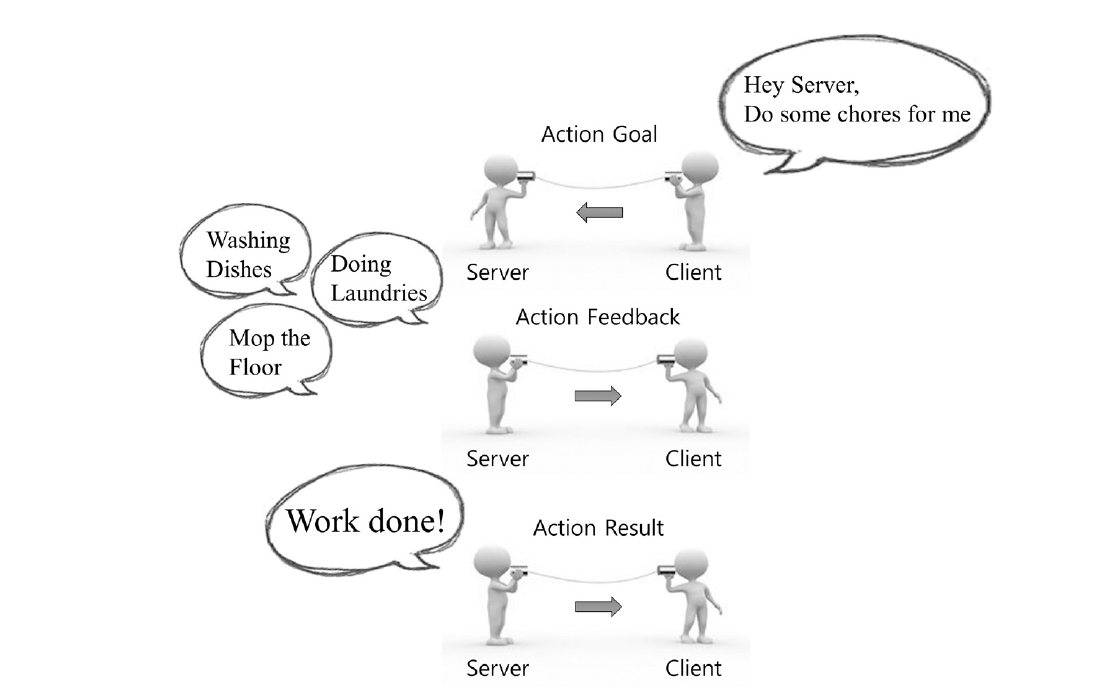 Hey Server,
Do some chores for me
Action Goal
Server
Client
Washing
Dishes
Doing
Laundries
Mop the
Floor
Action Feedback
Server
Client
Work done!
Action Result
Server
Client